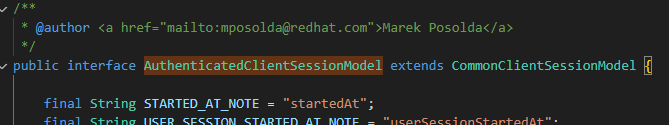 /**
* @author <a href="mailto:mposolda@redhat.com">Marek Posolda</a>
*/
public interface AuthenticatedClientSessionModel extends CommonClientSessionModel {
final String STARTED_AT_NOTE = "startedAt";
final String USER_SESSION_STARTED_AT_NOTE = "userSessionStartedAt";